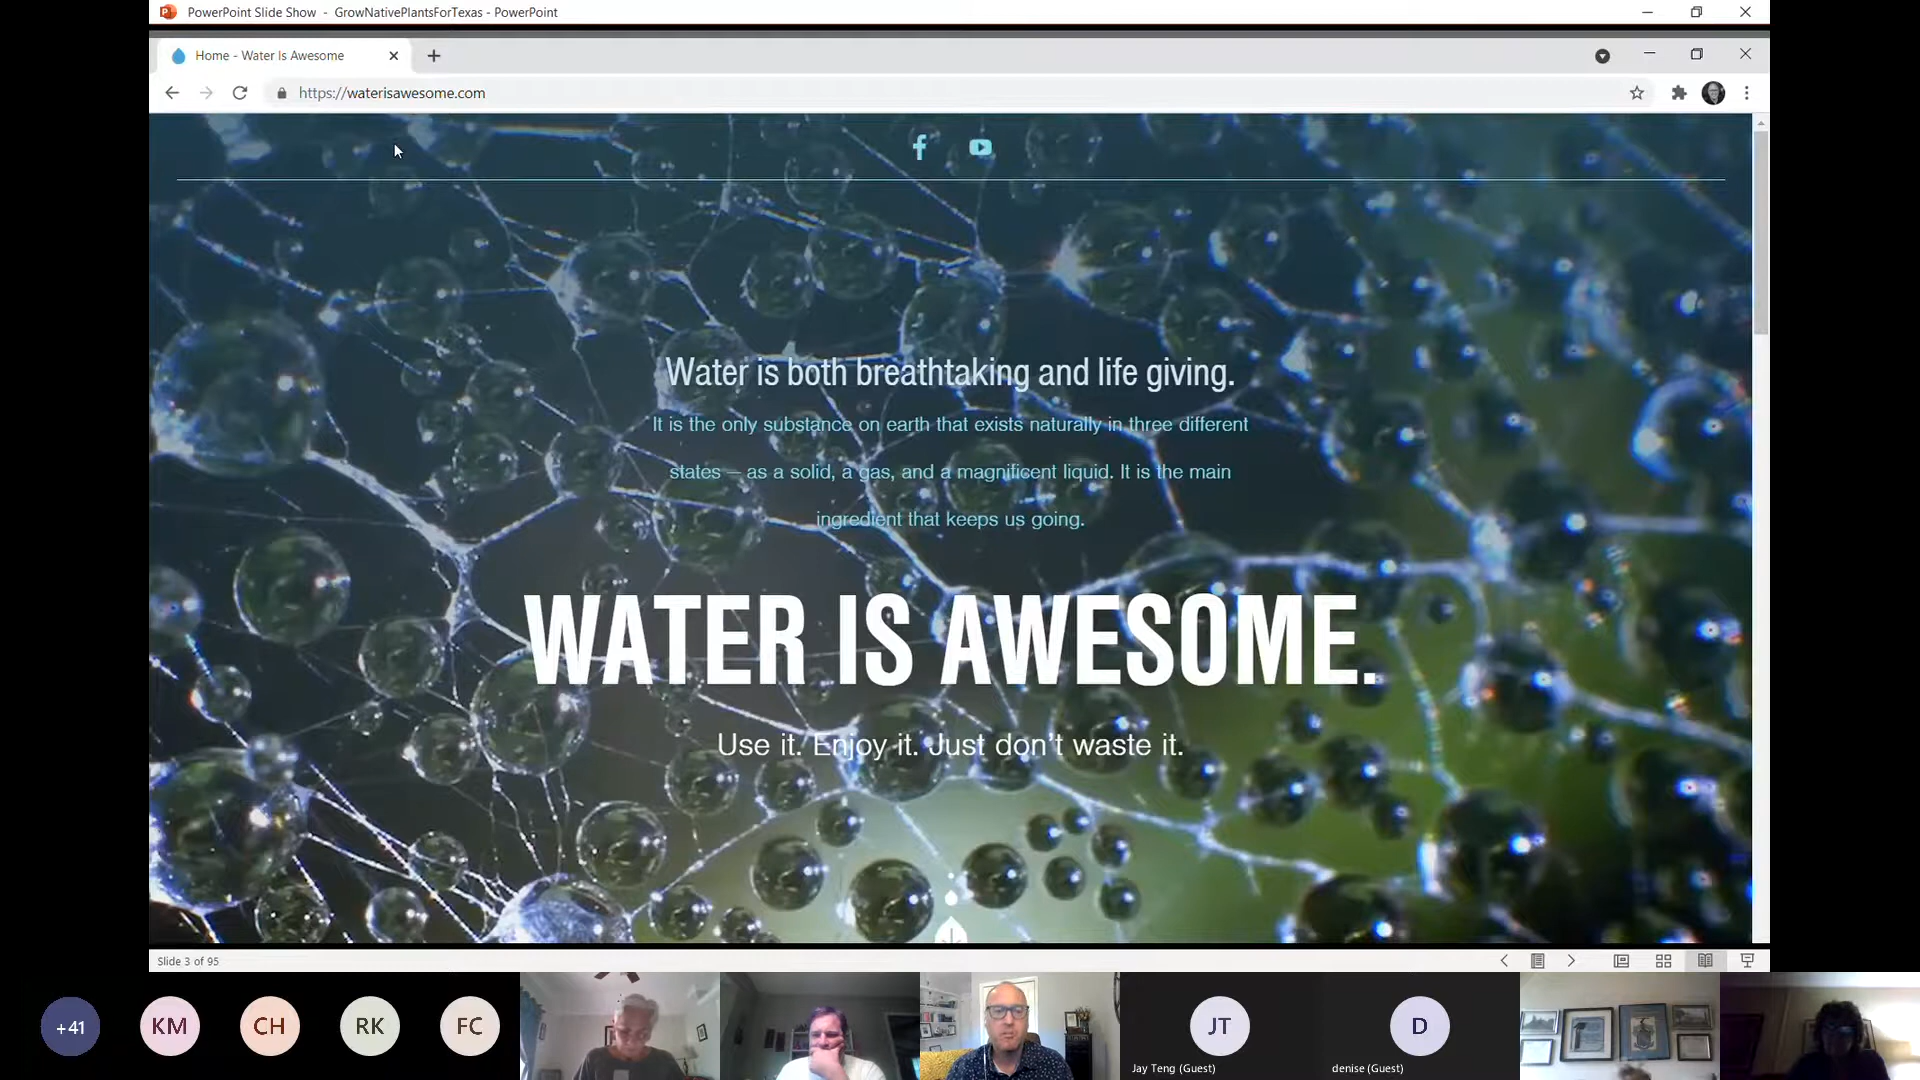 PowerPoint Slide Show - GrowNativePlantsForTexas - PowerPoint
Home - Water Is Awesome
https://waterisawesome.com
Water is both breathtaking and life giving.
It is the only substance on earth that exists naturally in three different
states — as a solid, a gas, and a magnificent liquid. It is the main
ingredient that keeps us going.
WATER IS AWESOME.
Use it. Enjoy it. Just don't waste it.
Slide 3 of 95
+41
KM
CH
RK
FC
JT
D
Jay Teng (Guest)
denise (Guest)